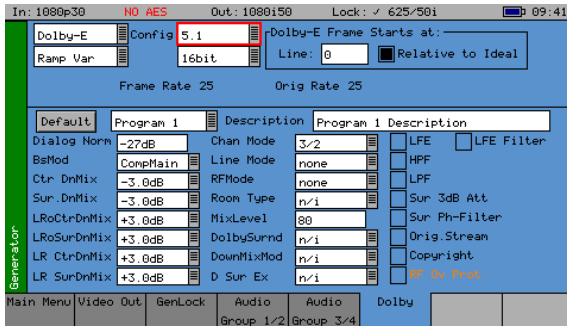 In: 1080p30 NO AES Out: 1080i50 Lock: ✓ 625/50i 09:41
Dolby-E Config 5.1 Dolby-E Frame Starts at:
Ramp Var 16bit Line: 0 Relative to Ideal
Frame Rate 25 Orig Rate 25
Default Program 1 Description Program 1 Description
Dialog Norm -27dB Chan Mode 3/2 LFE LFE Filter
BsMod CompMain Line Mode none HPF
Ctr DnMix -3.0dB RFMode none LPF
Sur.DnMix -3.0dB Room Type n/i Sur 3dB Att
LRoCtrDnMix +3.0dB MixLevel 80 Sur Ph-Filter
LRoSurDnMix +3.0dB DolbySurnd n/i Orig.Stream
LR CtrDnMix +3.0dB DownMixMod n/i Copyright
LR SurDnMix +3.0dB D Sur Ex n/i RF Ov Prot
Generator
Main Menu Video Out GenLock Audio Audio Dolby
Group 1/2 Group 3/4